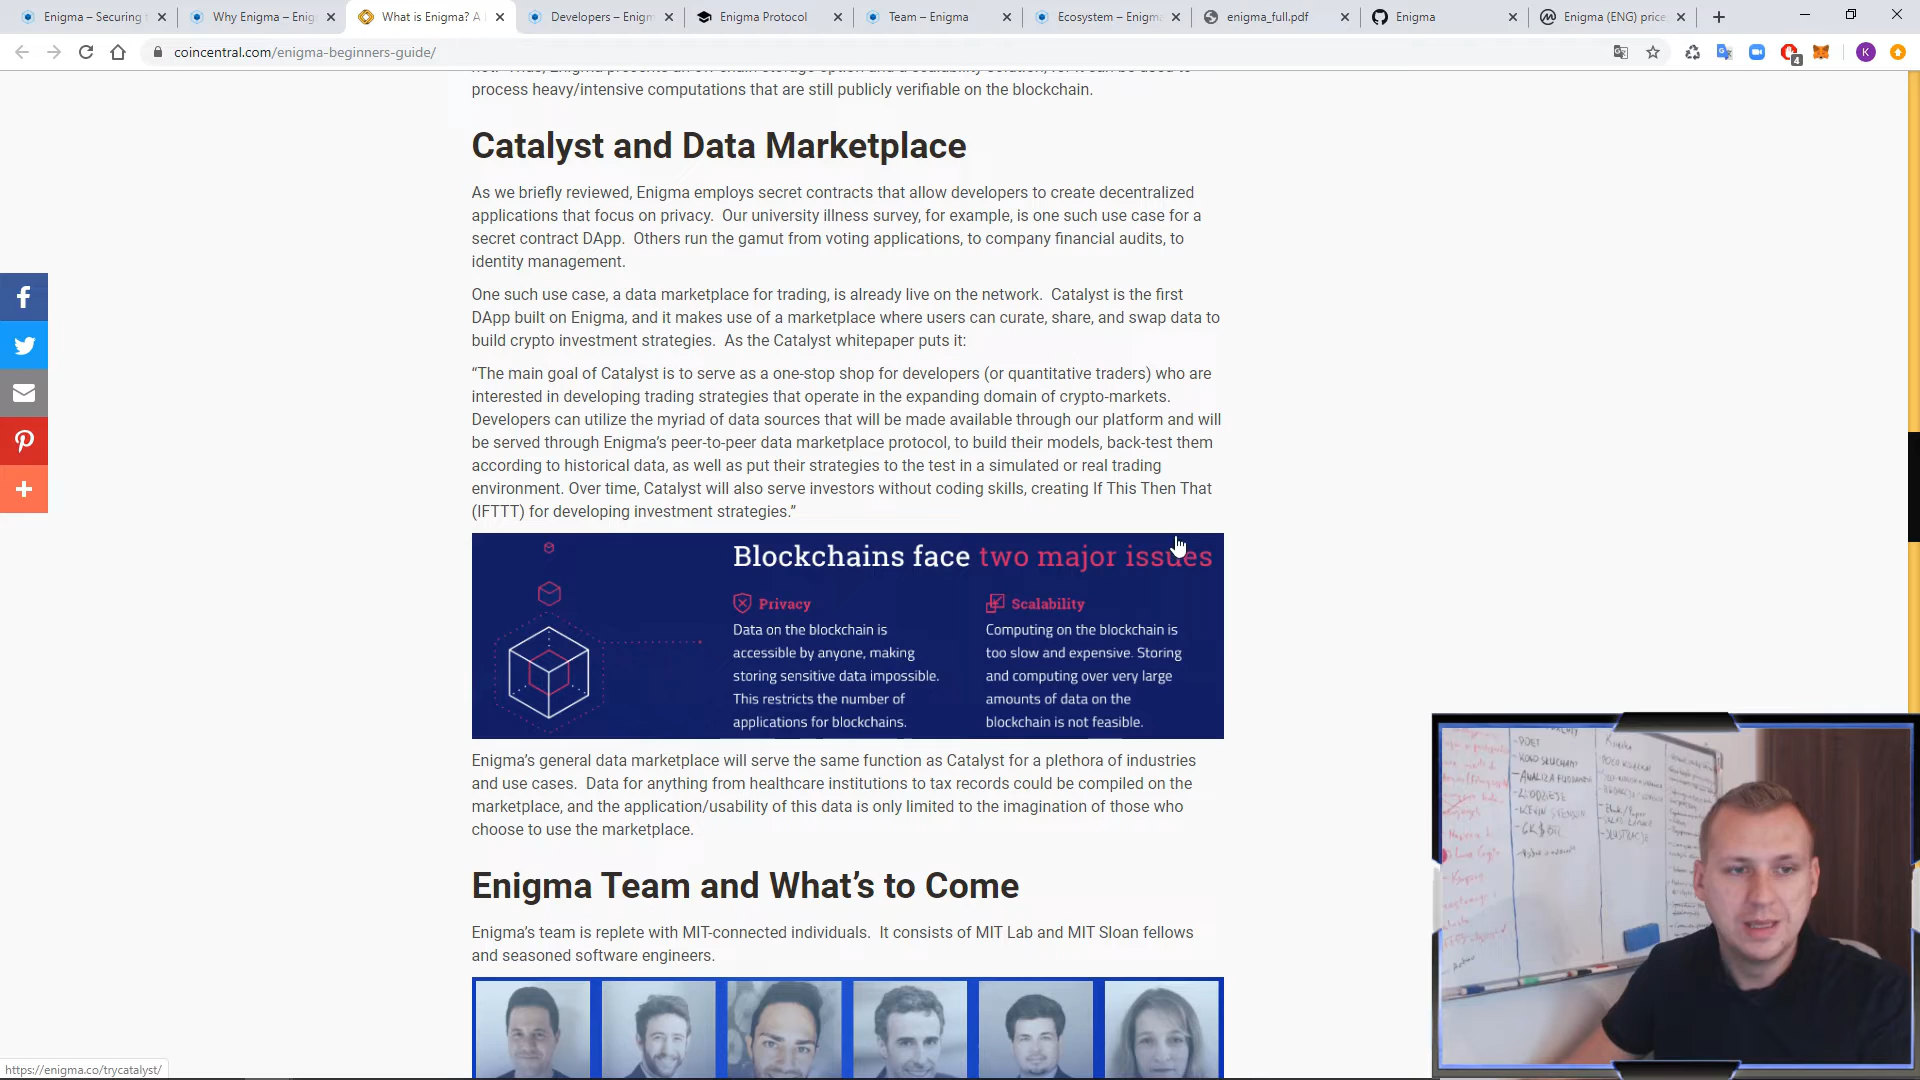 Enigma – Securing
Why Enigma – Enig
What is Enigma? A
Developers – Enigm
Enigma Protocol
Team – Enigma
Ecosystem – Enigma
enigma_full.pdf
Enigma
Enigma (ENG) price
coincentral.com/enigma-beginners-guide/
4
K
process heavy/intensive computations that are still publicly verifiable on the blockchain.
Catalyst and Data Marketplace
As we briefly reviewed, Enigma employs secret contracts that allow developers to create decentralized
applications that focus on privacy. Our university illness survey, for example, is one such use case for a
secret contract DApp. Others run the gamut from voting applications, to company financial audits, to
identity management.
One such use case, a data marketplace for trading, is already live on the network. Catalyst is the first
DApp built on Enigma, and it makes use of a marketplace where users can curate, share, and swap data to
build crypto investment strategies. As the Catalyst whitepaper puts it:
“The main goal of Catalyst is to serve as a one-stop shop for developers (or quantitative traders) who are
interested in developing trading strategies that operate in the expanding domain of crypto-markets.
Developers can utilize the myriad of data sources that will be made available through our platform and will
be served through Enigma’s peer-to-peer data marketplace protocol, to build their models, back-test them
according to historical data, as well as put their strategies to the test in a simulated or real trading
environment. Over time, Catalyst will also serve investors without coding skills, creating If This Then That
(IFTTT) for developing investment strategies.”
Blockchains face two major issues
Privacy
Data on the blockchain is
accessible by anyone, making
storing sensitive data impossible.
This restricts the number of
applications for blockchains.
Scalability
Computing on the blockchain is
too slow and expensive. Storing
and computing over very large
amounts of data on the
blockchain is not feasible.
Enigma’s general data marketplace will serve the same function as Catalyst for a plethora of industries
and use cases. Data for anything from healthcare institutions to tax records could be compiled on the
marketplace, and the application/usability of this data is only limited to the imagination of those who
choose to use the marketplace.
Enigma Team and What’s to Come
Enigma’s team is replete with MIT-connected individuals. It consists of MIT Lab and MIT Sloan fellows
and seasoned software engineers.
https://enigma.co/trycatalyst/